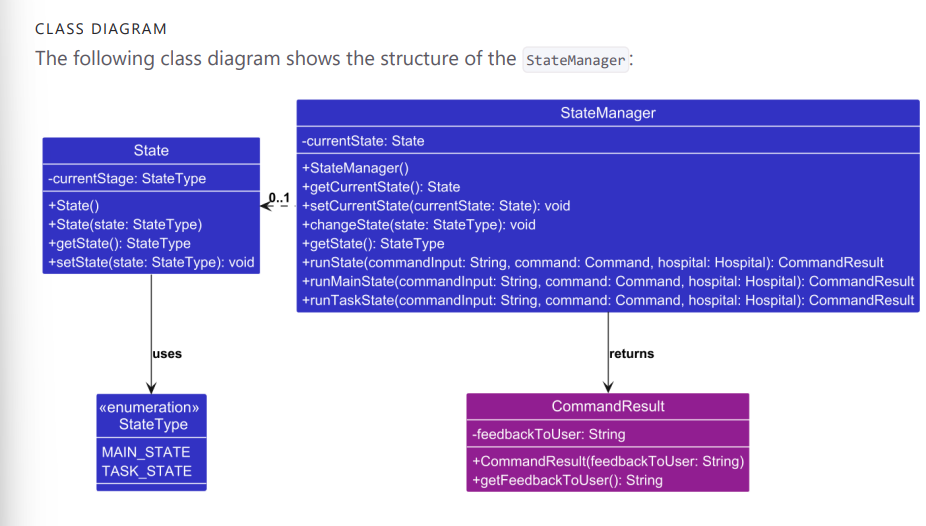 CLASS DIAGRAM
The following class diagram shows the structure of the StateManager:
State
-currentStage: StateType
+State()
+State(state: StateType)
+getState(): StateType
+setState(state: StateType): void
0..1
StateManager
-currentState: State
+StateManager()
+getCurrentState(): State
+setCurrentState(currentState: State): void
+changeState(state: StateType): void
+getState(): StateType
+runState(commandInput: String, command: Command, hospital: Hospital): CommandResult
+runMainState(commandInput: String, command: Command, hospital: Hospital): CommandResult
+runTaskState(commandInput: String, command: Command, hospital: Hospital): CommandResult
uses
returns
«enumeration»
StateType
MAIN_STATE
TASK_STATE
CommandResult
-feedbackToUser: String
+CommandResult(feedbackToUser: String)
+getFeedbackToUser(): String